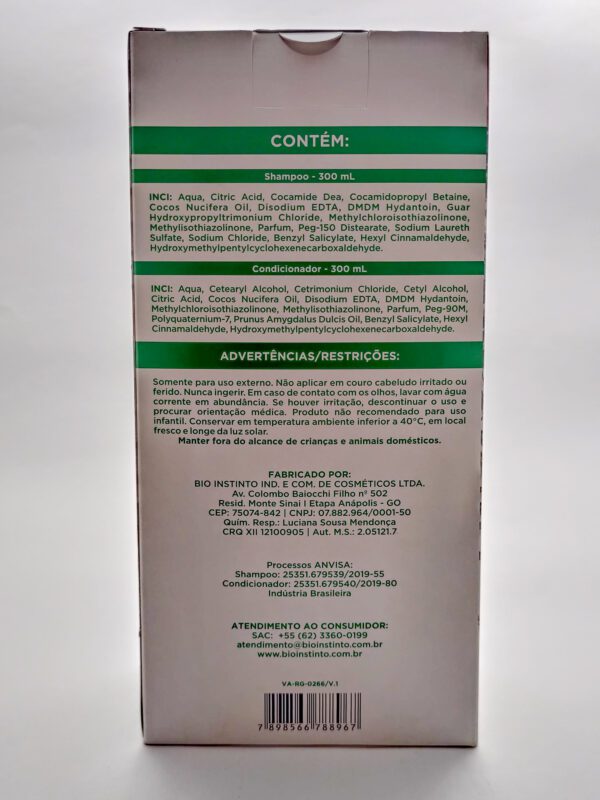 CONTÉM:
Shampoo - 300 mL
INCI: Aqua, Citric Acid, Cocamide Dea, Cocamidopropyl Betaine,
Cocos Nucifera Oil, Disodium EDTA, DMDM Hydantoin, Guar
Hydroxypropyltrimonium Chloride, Methylchloroisothiazolinone,
Methylisothiazolinone, Parfum, Peg-150 Distearate, Sodium Laureth
Sulfate, Sodium Chloride, Benzyl Salicylate, Hexyl Cinnamaldehyde,
Hydroxymethylpentylcyclohexenecarboxaldehyde.
Condicionador - 300 mL
INCI: Aqua, Cetearyl Alcohol, Cetrimonium Chloride, Cetyl Alcohol,
Citric Acid, Cocos Nucifera Oil, Disodium EDTA, DMDM Hydantoin,
Methylchloroisothiazolinone, Methylisothiazolinone, Parfum, Peg-90M,
Polyquaternium-7, Prunus Amygdalus Dulcis Oil, Benzyl Salicylate, Hexyl
Cinnamaldehyde, Hydroxymethylpentylcyclohexenecarboxaldehyde.
ADVERTÊNCIAS/RESTRIÇÕES:
Somente para uso externo. Não aplicar em couro cabeludo irritado ou
ferido. Nunca ingerir. Em caso de contato com os olhos, lavar com água
corrente em abundância. Se houver irritação, descontinuar o uso e
procurar orientação médica. Produto não recomendado para uso
infantil. Conservar em temperatura ambiente inferior a 40°C, em local
fresco e longe da luz solar.
Manter fora do alcance de crianças e animais domésticos.
FABRICADO POR:
BIO INSTINTO IND. E COM. DE COSMÉTICOS LTDA.
Av. Colombo Baiocchi Filho nº 502
Resid. Monte Sinai I Etapa Anápolis - GO
CEP: 75074-842 | CNPJ: 07.882.964/0001-50
Quím. Resp.: Luciana Sousa Mendonça
CRQ XII 12100905 | Aut. M.S.: 2.05121.7
Processos ANVISA:
Shampoo: 25351.679539/2019-55
Condicionador: 25351.679540/2019-80
Indústria Brasileira
ATENDIMENTO AO CONSUMIDOR:
SAC: +55 (62) 3360-0199
atendimento@bioinstinto.com.br
www.bioinstinto.com.br
VA-RG-0266/V.1
7 898566 788967